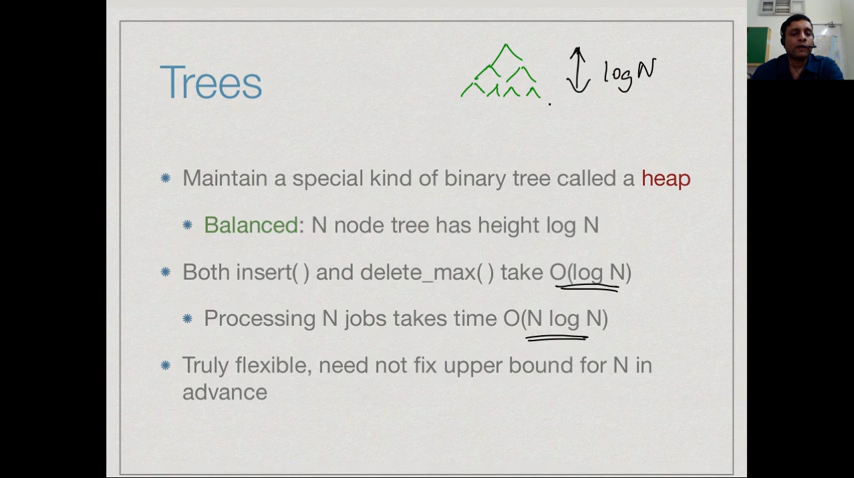 Trees
log N
Maintain a special kind of binary tree called a heap
Balanced: N node tree has height log N
Both insert( ) and delete_max( ) take O(log N)
Processing N jobs takes time O(N log N)
Truly flexible, need not fix upper bound for N in
advance